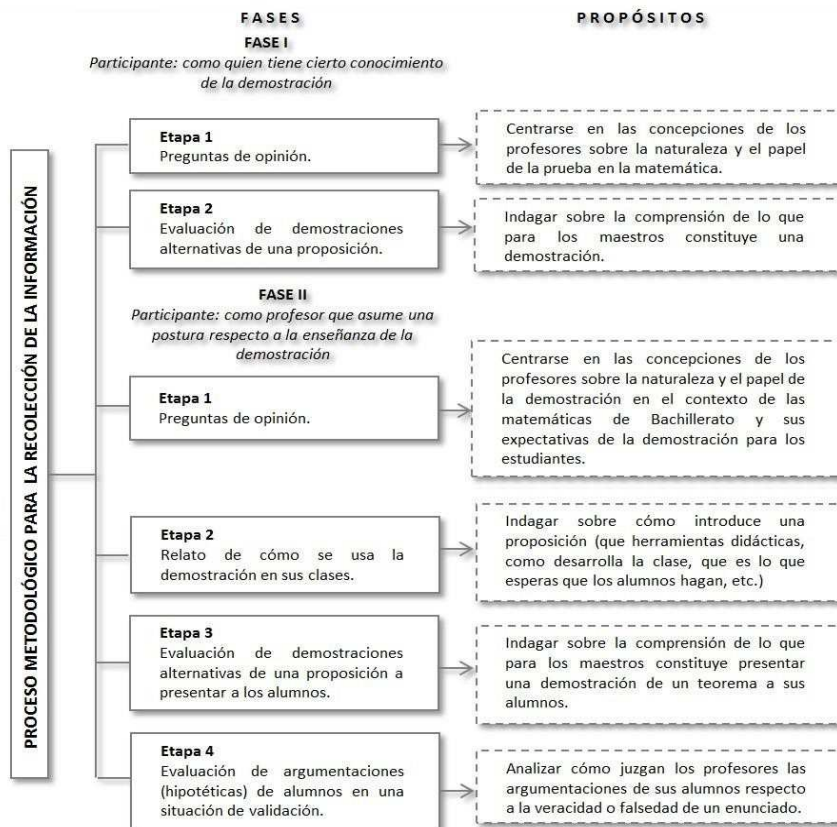 FASES
PROPÓSITOS
FASE I
Participante: como quien tiene cierto conocimiento
de la demostración
PROCESO METODOLÓGICO PARA LA RECOLECCIÓN DE LA INFORMACIÓN
Etapa 1
Preguntas de opinión.
Centrarse en las concepciones de los
profesores sobre la naturaleza y el papel
de la prueba en la matemática.
Etapa 2
Evaluación de demostraciones
alternativas de una proposición.
Indagar sobre la comprensión de lo que
para los maestros constituye una
demostración.
FASE II
Participante: como profesor que asume una
postura respecto a la enseñanza de la
demostración
Etapa 1
Preguntas de opinión.
Centrarse en las concepciones de los
profesores sobre la naturaleza y el papel de
la demostración en el contexto de las
matemáticas de Bachillerato y sus
expectativas de la demostración para los
estudiantes.
Etapa 2
Relato de cómo se usa la
demostración en sus clases.
Indagar sobre cómo introduce una
proposición (que herramientas didácticas,
como desarrolla la clase, que es lo que
esperas que los alumnos hagan, etc.)
Etapa 3
Evaluación de demostraciones
alternativas de una proposición a
presentar a los alumnos.
Indagar sobre la comprensión de lo que
para los maestros constituye presentar
una demostración de un teorema a sus
alumnos.
Etapa 4
Evaluación de argumentaciones
(hipotéticas) de alumnos en una
situación de validación.
Analizar cómo juzgan los profesores las
argumentaciones de sus alumnos respecto
a la veracidad o falsedad de un enunciado.